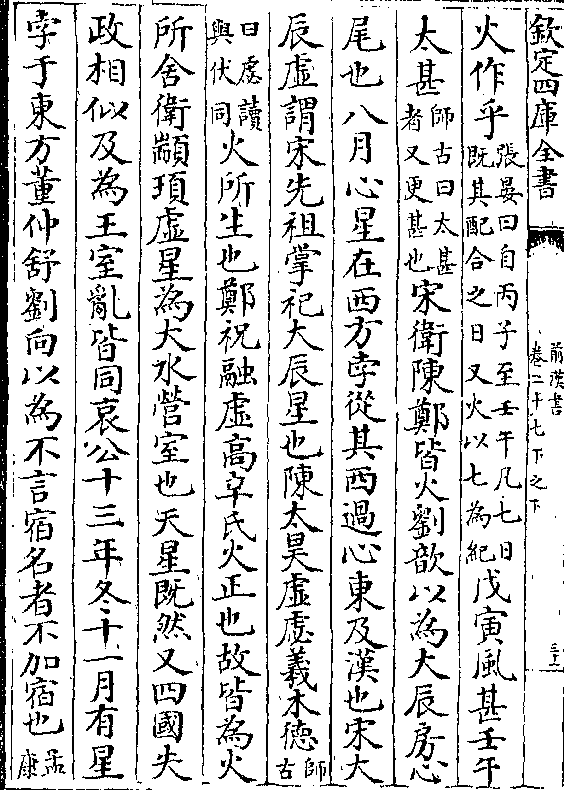 欽定四庫全書
前漢書
卷二十七下之下
火作乎張晏曰自丙子至壬午凡七日既其配合之日又火以七為紀戊寅風甚壬午
太甚師古曰太甚者又更甚也宋衛陳鄭皆火劉歆以為大辰房心
尾也八月心星在西方孛從其西過心東及漢也宋大
辰虛謂宋先祖掌祀大辰星也陳太昊虛虙羲木德師古
曰虙讀與伏同火所生也鄭祝融虛高辛氏火正也故皆為火
所舍衛顓頊虛星為大水營室也天星既然又四國失
政相似及為王室亂皆同哀公十三年冬十一月有星
孛于東方董仲舒劉向以為不言宿名者不加宿也孟康